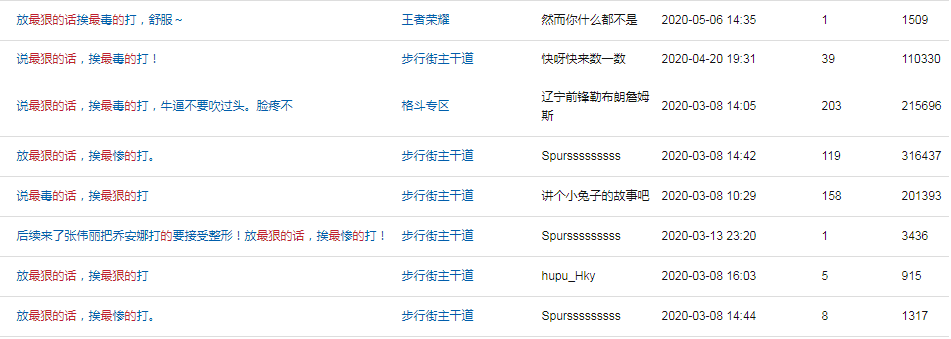 放最狠的话挨最毒的打，舒服～ 王者荣耀 然而你什么都不是 2020-05-06 14:35 1 1509
说最狠的话，挨最毒的打！ 步行街主干道 快呀快来数一数 2020-04-20 19:31 39 110330
说最狠的话，挨最毒的打，牛逼不要吹过头。脸疼不 格斗专区 辽宁前锋勒布朗詹姆 2020-03-08 14:05 203 215696
斯
放最狠的话，挨最惨的打。 步行街主干道 Spursssssssss 2020-03-08 14:42 119 316437
说最毒的话，挨最狠的打 步行街主干道 讲个小兔子的故事吧 2020-03-08 10:29 158 201393
后续来了张伟丽把乔安娜打的要接受整形！放最狠的话，挨最惨的打！ 步行街主干道 Spursssssssss 2020-03-13 23:20 1 3436
放最狠的话，挨最狠的打 步行街主干道 hupu_Hky 2020-03-08 16:03 5 915
放最狠的话，挨最惨的打。 步行街主干道 Spursssssssss 2020-03-08 14:44 8 1317